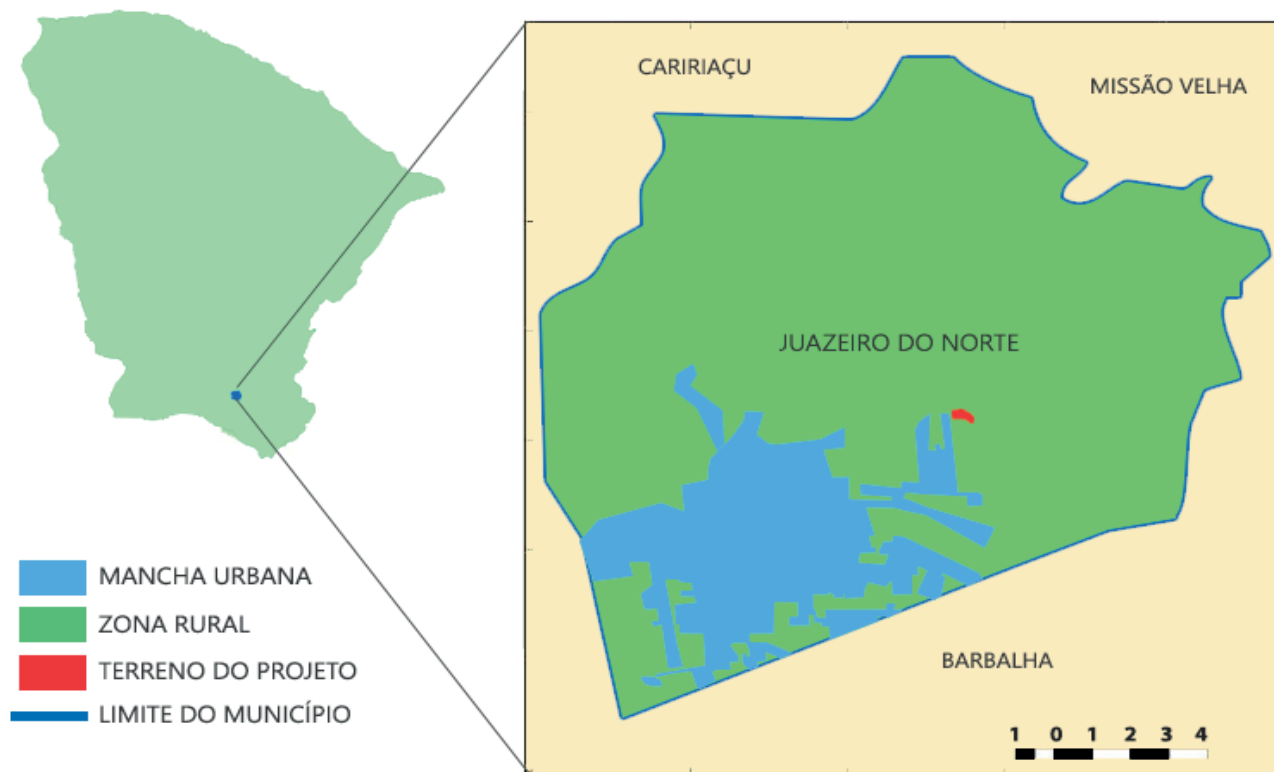 CARIRIAÇU
MISSÃO VELHA
JUAZEIRO DO NORTE
MANCHA URBANA
ZONA RURAL
TERRENO DO PROJETO
LIMITE DO MUNICÍPIO
BARBALHA
1 0 1 2 3 4